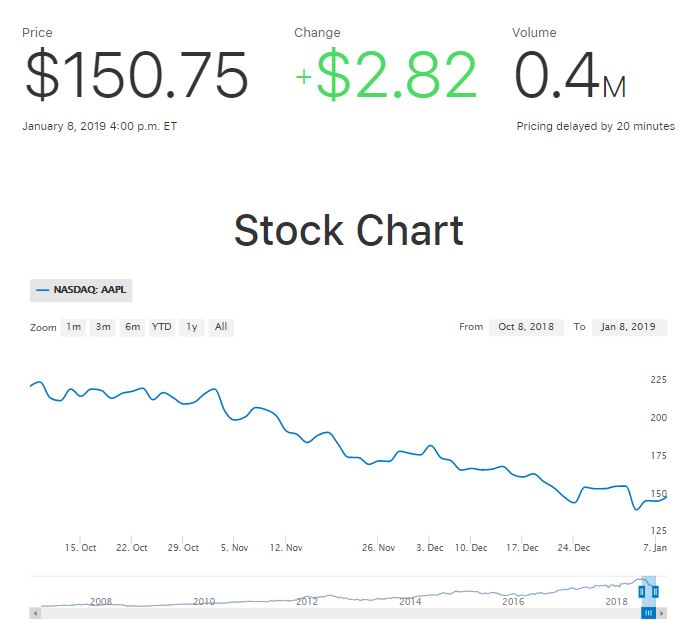 Price Change Volume
$150.75 +$2.82 0.4M
January 8, 2019 4:00 p.m. ET Pricing delayed by 20 minutes
Stock Chart
NASDAQ: AAPL
Zoom 1m 3m 6m YTD 1y All From Oct 8, 2018 To Jan 8, 2019
225
200
175
150
125
15. Oct 22. Oct 29. Oct 5. Nov 12. Nov 26. Nov 3. Dec 10. Dec 17. Dec 24. Dec 7. Jan
2008 2010 2012 2014 2016 2018